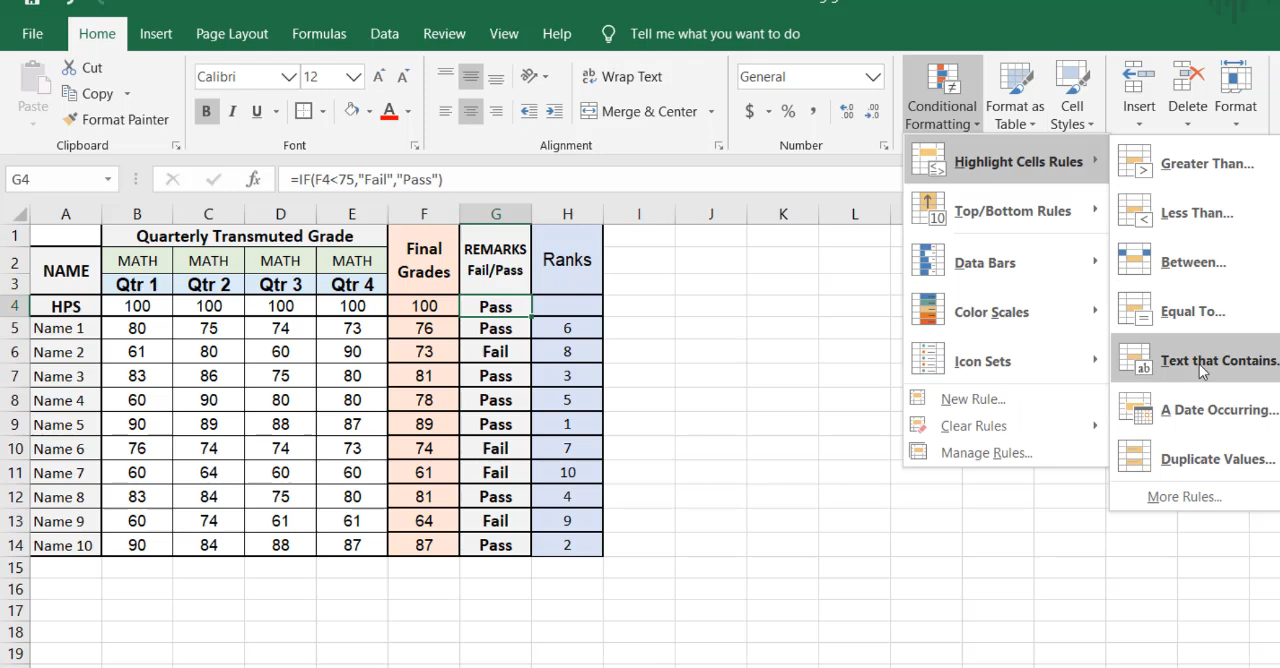 File Home Insert Page Layout Formulas Data Review View Help Tell me what you want to do
Paste
Cut
Copy
Format Painter
Clipboard
Calibri 12 A A
B I U A
Font
ab Wrap Text
Merge & Center
Alignment
General
$ % ,
Number
Conditional Formatting
Format as Table
Cell Styles
Insert
Delete
Format
G4 fx =IF(F4<75,"Fail","Pass")
A B C D E F G H I J K L
1 Quarterly Transmuted Grade Final Grades REMARKS Fail/Pass Ranks
2 NAME MATH MATH MATH MATH
3 Qtr 1 Qtr 2 Qtr 3 Qtr 4
4 HPS 100 100 100 100 100 Pass
5 Name 1 80 75 74 73 76 Pass 6
6 Name 2 61 80 60 90 73 Fail 8
7 Name 3 83 86 75 80 81 Pass 3
8 Name 4 60 90 80 80 78 Pass 5
9 Name 5 90 89 88 87 89 Pass 1
10 Name 6 76 74 74 73 74 Fail 7
11 Name 7 60 64 60 60 61 Fail 10
12 Name 8 83 84 75 80 81 Pass 4
13 Name 9 60 74 61 61 64 Fail 9
14 Name 10 90 84 88 87 87 Pass 2
15
16
17
18
19
Highlight Cells Rules
Top/Bottom Rules
Data Bars
Color Scales
Icon Sets
New Rule...
Clear Rules
Manage Rules...
Greater Than...
Less Than...
Between...
Equal To...
Text that Contains.
A Date Occurring...
Duplicate Values...
More Rules...